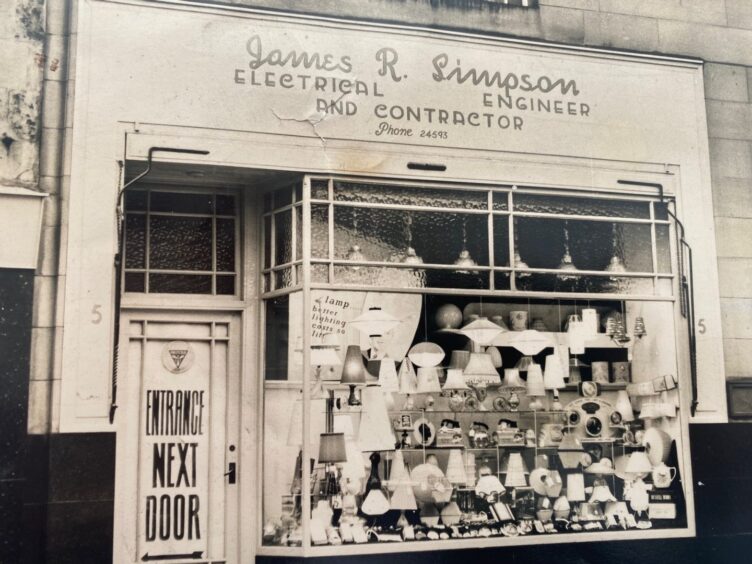 James R. Simpson
ELECTRICAL ENGINEER
AND CONTRACTOR
Phone 24593
5
5
lamp
better
lighting
costs so
ENTRANCE
NEXT
DOOR